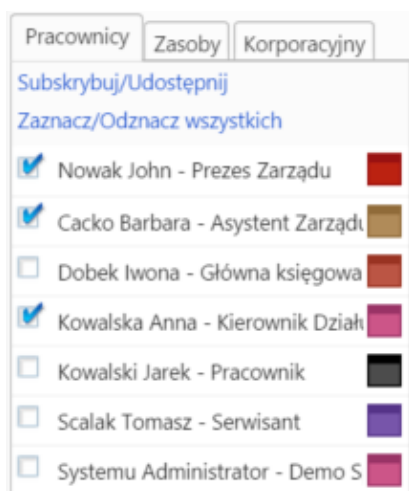 Pracownicy Zasoby Korporacyjny
Subskrybuj/Udostępnij
Zaznacz/Odznacz wszystkich
Nowak John - Prezes Zarządu
Cacko Barbara - Asystent Zarządu
Dobek Iwona - Główna księgowa
Kowalska Anna - Kierownik Działu
Kowalski Jarek - Pracownik
Scalak Tomasz - Serwisant
Systemu Administrator - Demo S